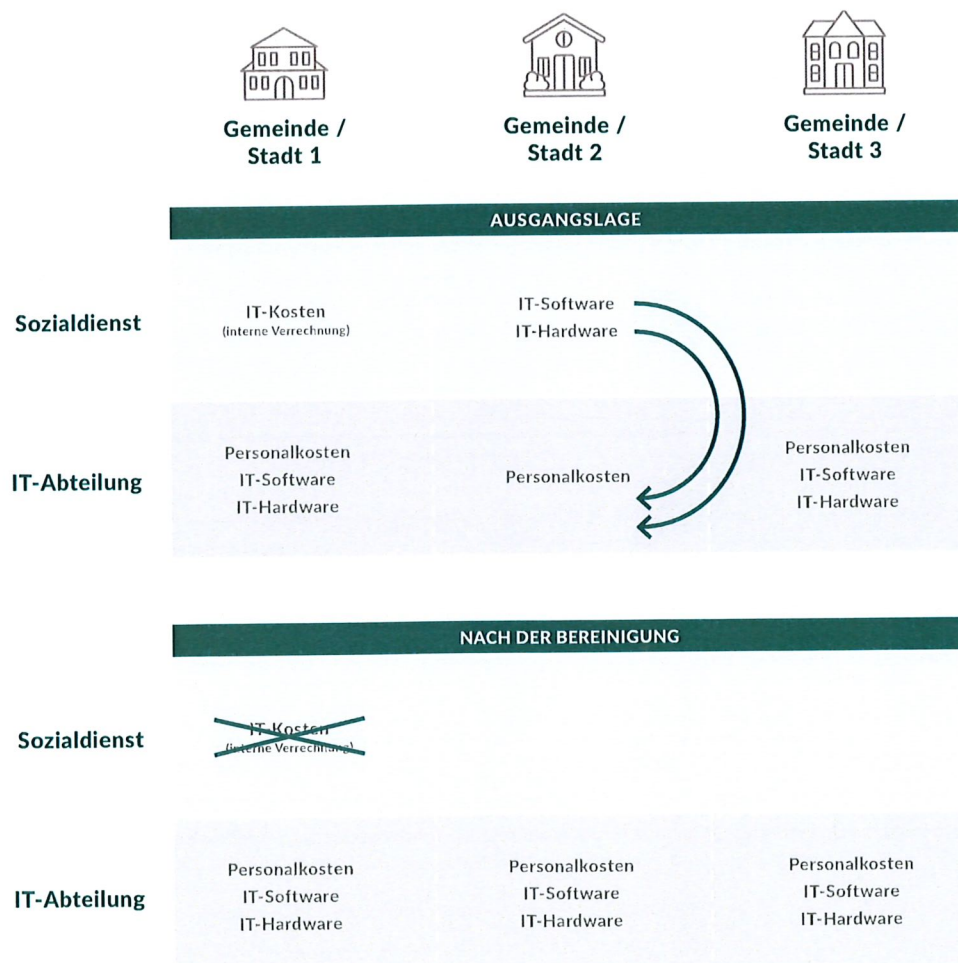 Gemeinde /
Stadt 1
Gemeinde /
Stadt 2
Gemeinde /
Stadt 3
AUSGANGSLAGE
Sozialdienst
IT-Kosten
(interne Verrechnung)
IT-Software
IT-Hardware
IT-Abteilung
Personalkosten
IT-Software
IT-Hardware
Personalkosten
Personalkosten
IT-Software
IT-Hardware
NACH DER BEREINIGUNG
Sozialdienst
IT-Kosten
(interne Verrechnung)
IT-Abteilung
Personalkosten
IT-Software
IT-Hardware
Personalkosten
IT-Software
IT-Hardware
Personalkosten
IT-Software
IT-Hardware